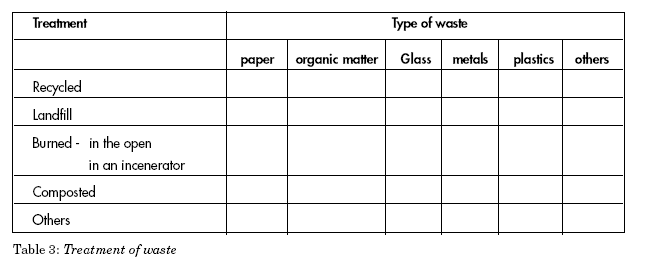 Treatment Type of waste
paper organic matter Glass metals plastics others
Recycled
Landfill
Burned - in the open
in an incenerator
Composted
Others
Table 3: Treatment of waste